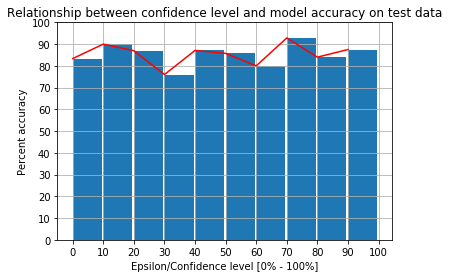 Relationship between confidence level and model accuracy on test data
100
90
80
70
60
50
40
30
20
10
0
Percent accuracy
0 10 20 30 40 50 60 70 80 90 100
Epsilon/Confidence level [0% - 100%]